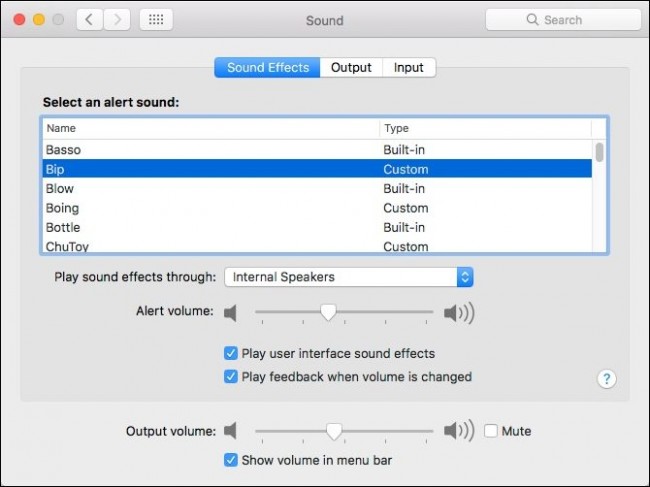 Sound
Search
Sound Effects Output Input
Select an alert sound:
Name Type
Basso Built-in
Bip Custom
Blow Built-in
Boing Custom
Bottle Built-in
ChuToy Custom
Play sound effects through: Internal Speakers
Alert volume:
Play user interface sound effects
Play feedback when volume is changed
?
Output volume: Mute
Show volume in menu bar